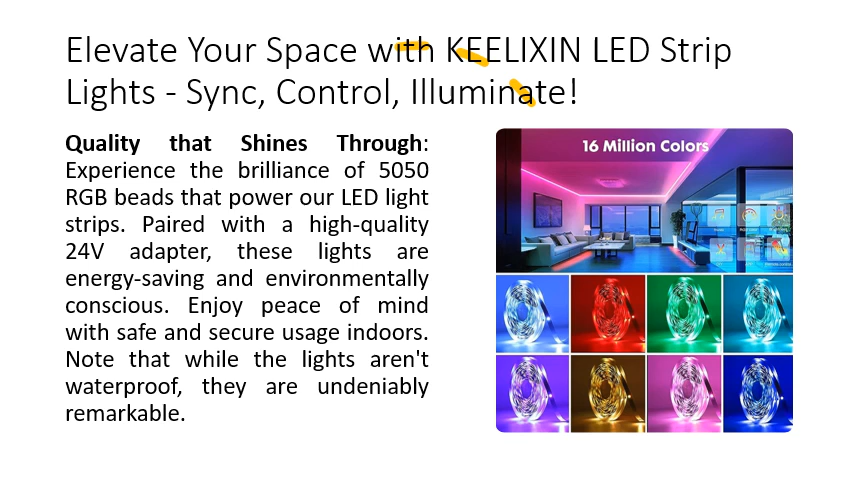 Elevate Your Space with KEELIXIN LED Strip
Lights - Sync, Control, Illuminate!
Quality that Shines Through:
Experience the brilliance of 5050
RGB beads that power our LED light
strips. Paired with a high-quality
24V adapter, these lights are
energy-saving and environmentally
conscious. Enjoy peace of mind
with safe and secure usage indoors.
Note that while the lights aren't
waterproof, they are undeniably
remarkable.
16 Million Colors